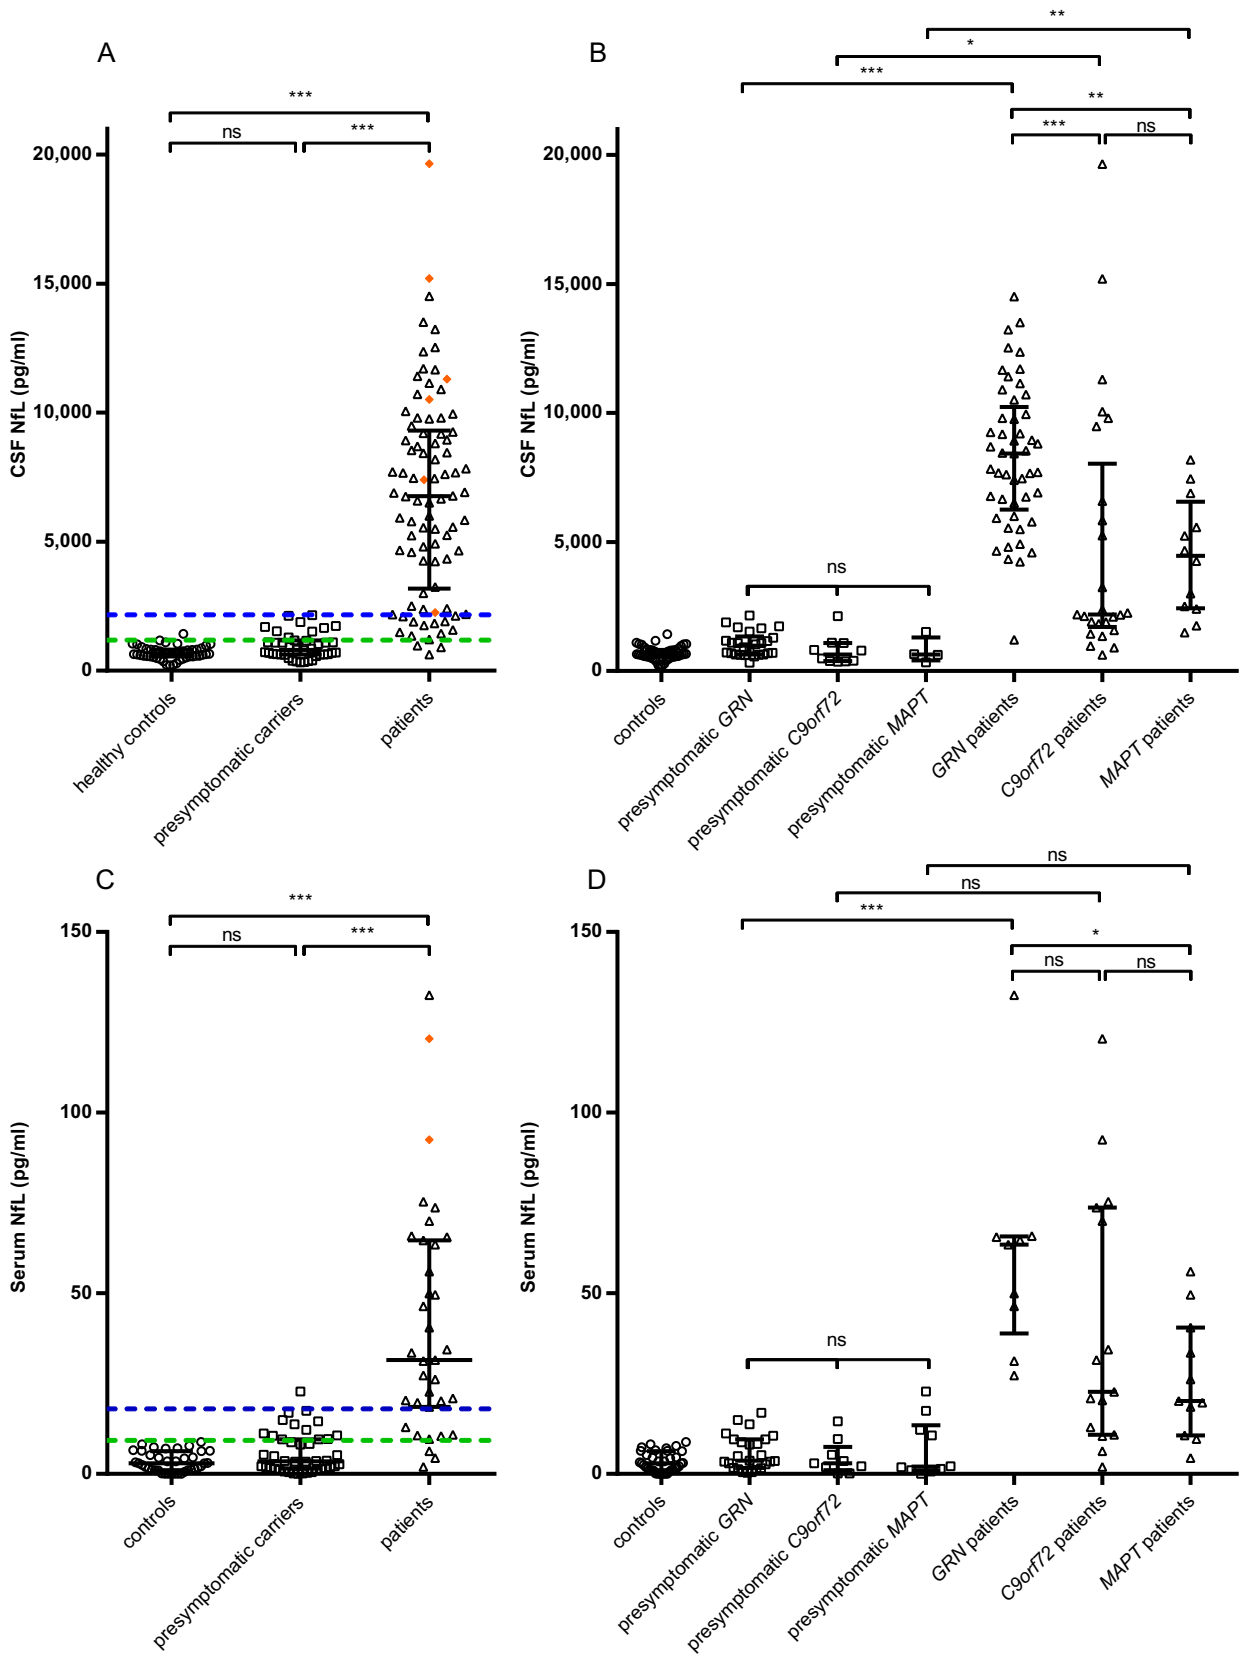 A
B
***
ns
***
**
*
***
**
***
ns
ns
CSF NfL (pg/ml)
20,000
15,000
10,000
5,000
0
healthy controls
presymptomatic carriers
patients
CSF NfL (pg/ml)
20,000
15,000
10,000
5,000
0
controls
presymptomatic GRN
presymptomatic C9orf72
presymptomatic MAPT
GRN patients
C9orf72 patients
MAPT patients
C
D
***
ns
***
ns
ns
***
*
ns
ns
ns
Serum NfL (pg/ml)
150
100
50
0
controls
presymptomatic carriers
patients
Serum NfL (pg/ml)
150
100
50
0
controls
presymptomatic GRN
presymptomatic C9orf72
presymptomatic MAPT
GRN patients
C9orf72 patients
MAPT patients